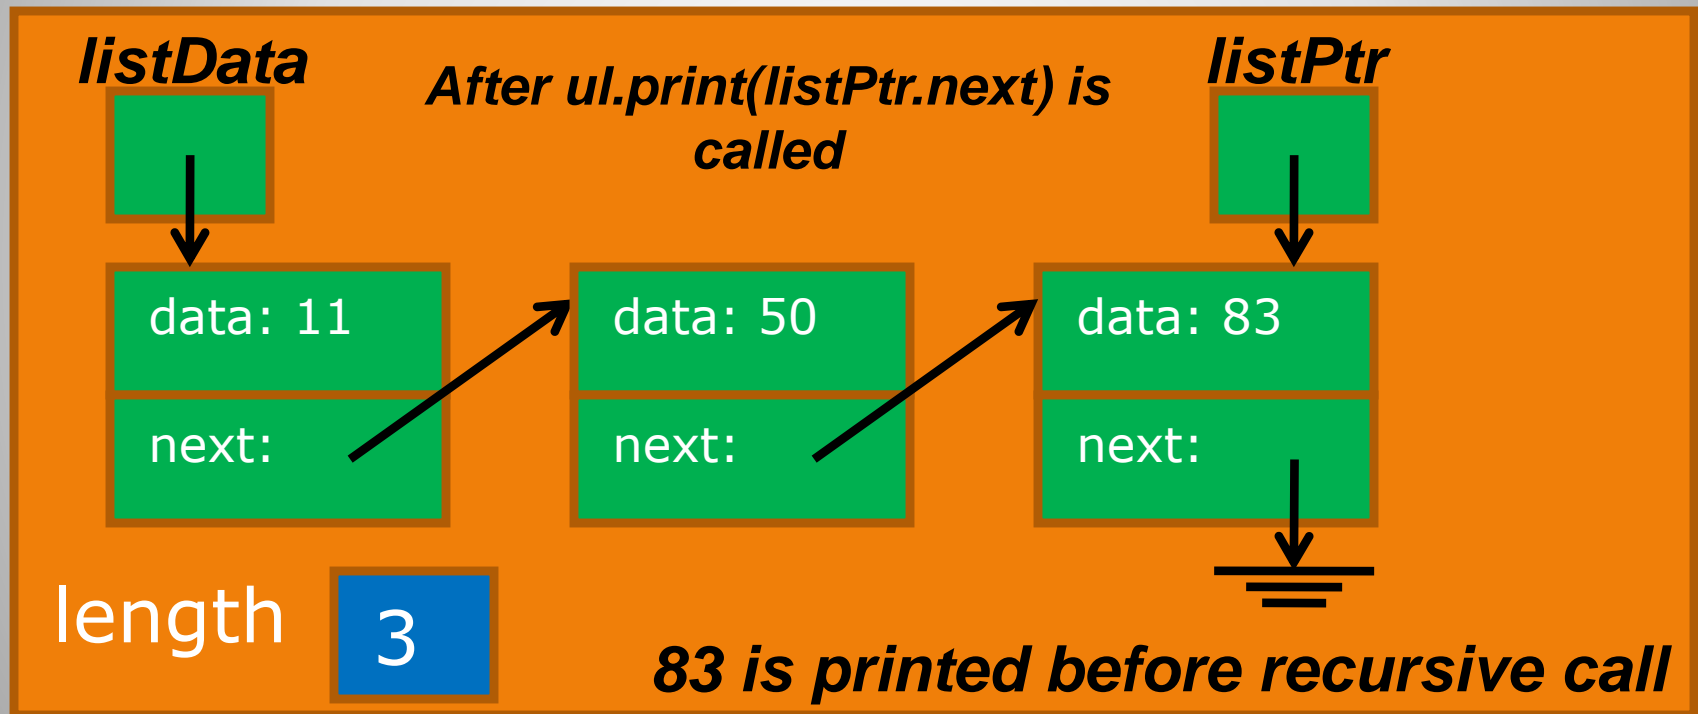 listData
After ul.print(listPtr.next) is
called
listPtr
data: 11
next:
data: 50
next:
data: 83
next:
length
3
83 is printed before recursive call